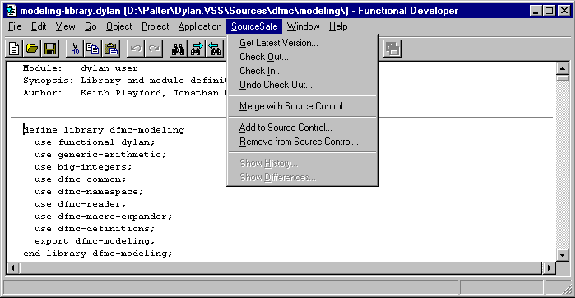 modeling-library.dylan [D:\Palter\Dylan.VSS\Sources\dfmc\modeling\] - Functional Developer
File Edit View Go Object Project Application SourceSafe Window Help
Get Latest Version...
Check Out...
Check In...
Undo Check Out...
Merge with Source Control
Add to Source Control...
Remove from Source Control...
Show History...
Show Differences...
Module: dylan user
Synopsis: Library and module definit
Author: Keith Playford, Jonathan
define library dfmc-modeling
use functional dylan;
use generic-arithmetic;
use big-integers;
use dfmc common;
use dfmc-namespace;
use dfmc-reader;
use dfmc-macro-expander;
use dfmc-definitions;
export dfmc-modeling;
end library dfmc-modeling;